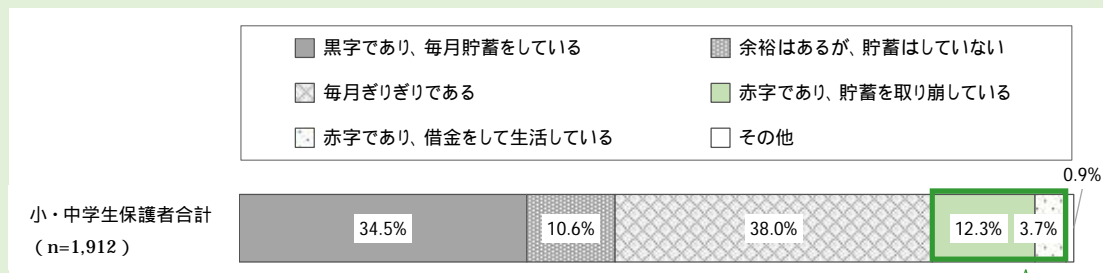 黒字であり、毎月貯蓄をしている
余裕はあるが、貯蓄はしていない
毎月ぎりぎりである
赤字であり、貯蓄を取り崩している
赤字であり、借金をして生活している
その他
0.9%
小・中学生保護者合計
(n=1,912)
34.5%
10.6%
38.0%
12.3%
3.7%